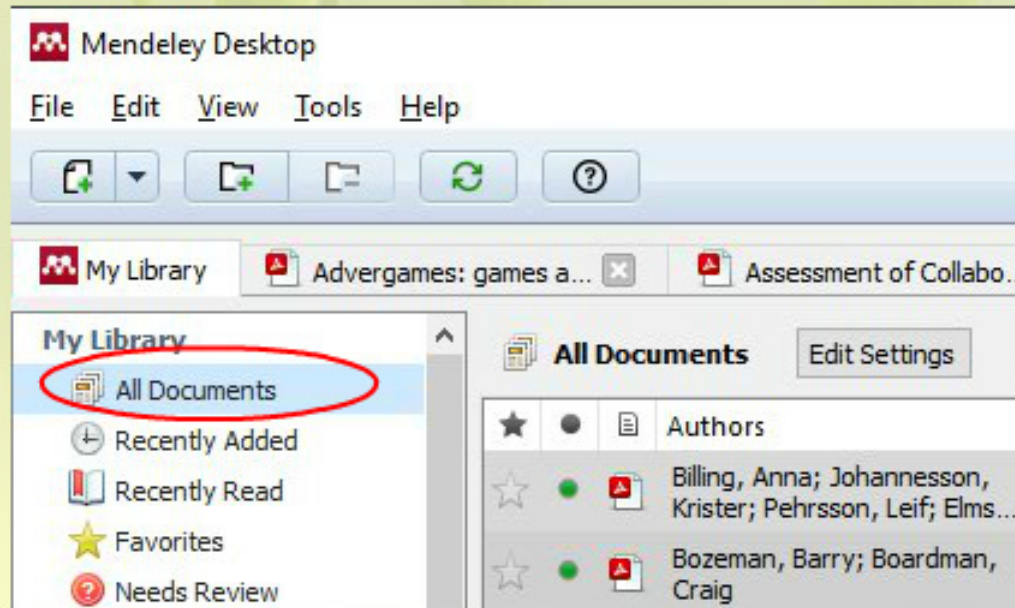 Mendeley Desktop
File Edit View Tools Help
My Library
Advergames: games a...
Assessment of Collabo...
My Library
All Documents
Recently Added
Recently Read
Favorites
Needs Review
All Documents
Edit Settings
Authors
Billing, Anna; Johannesson,
Krister; Pehrsson, Leif; Elms...
Bozeman, Barry; Boardman,
Craig